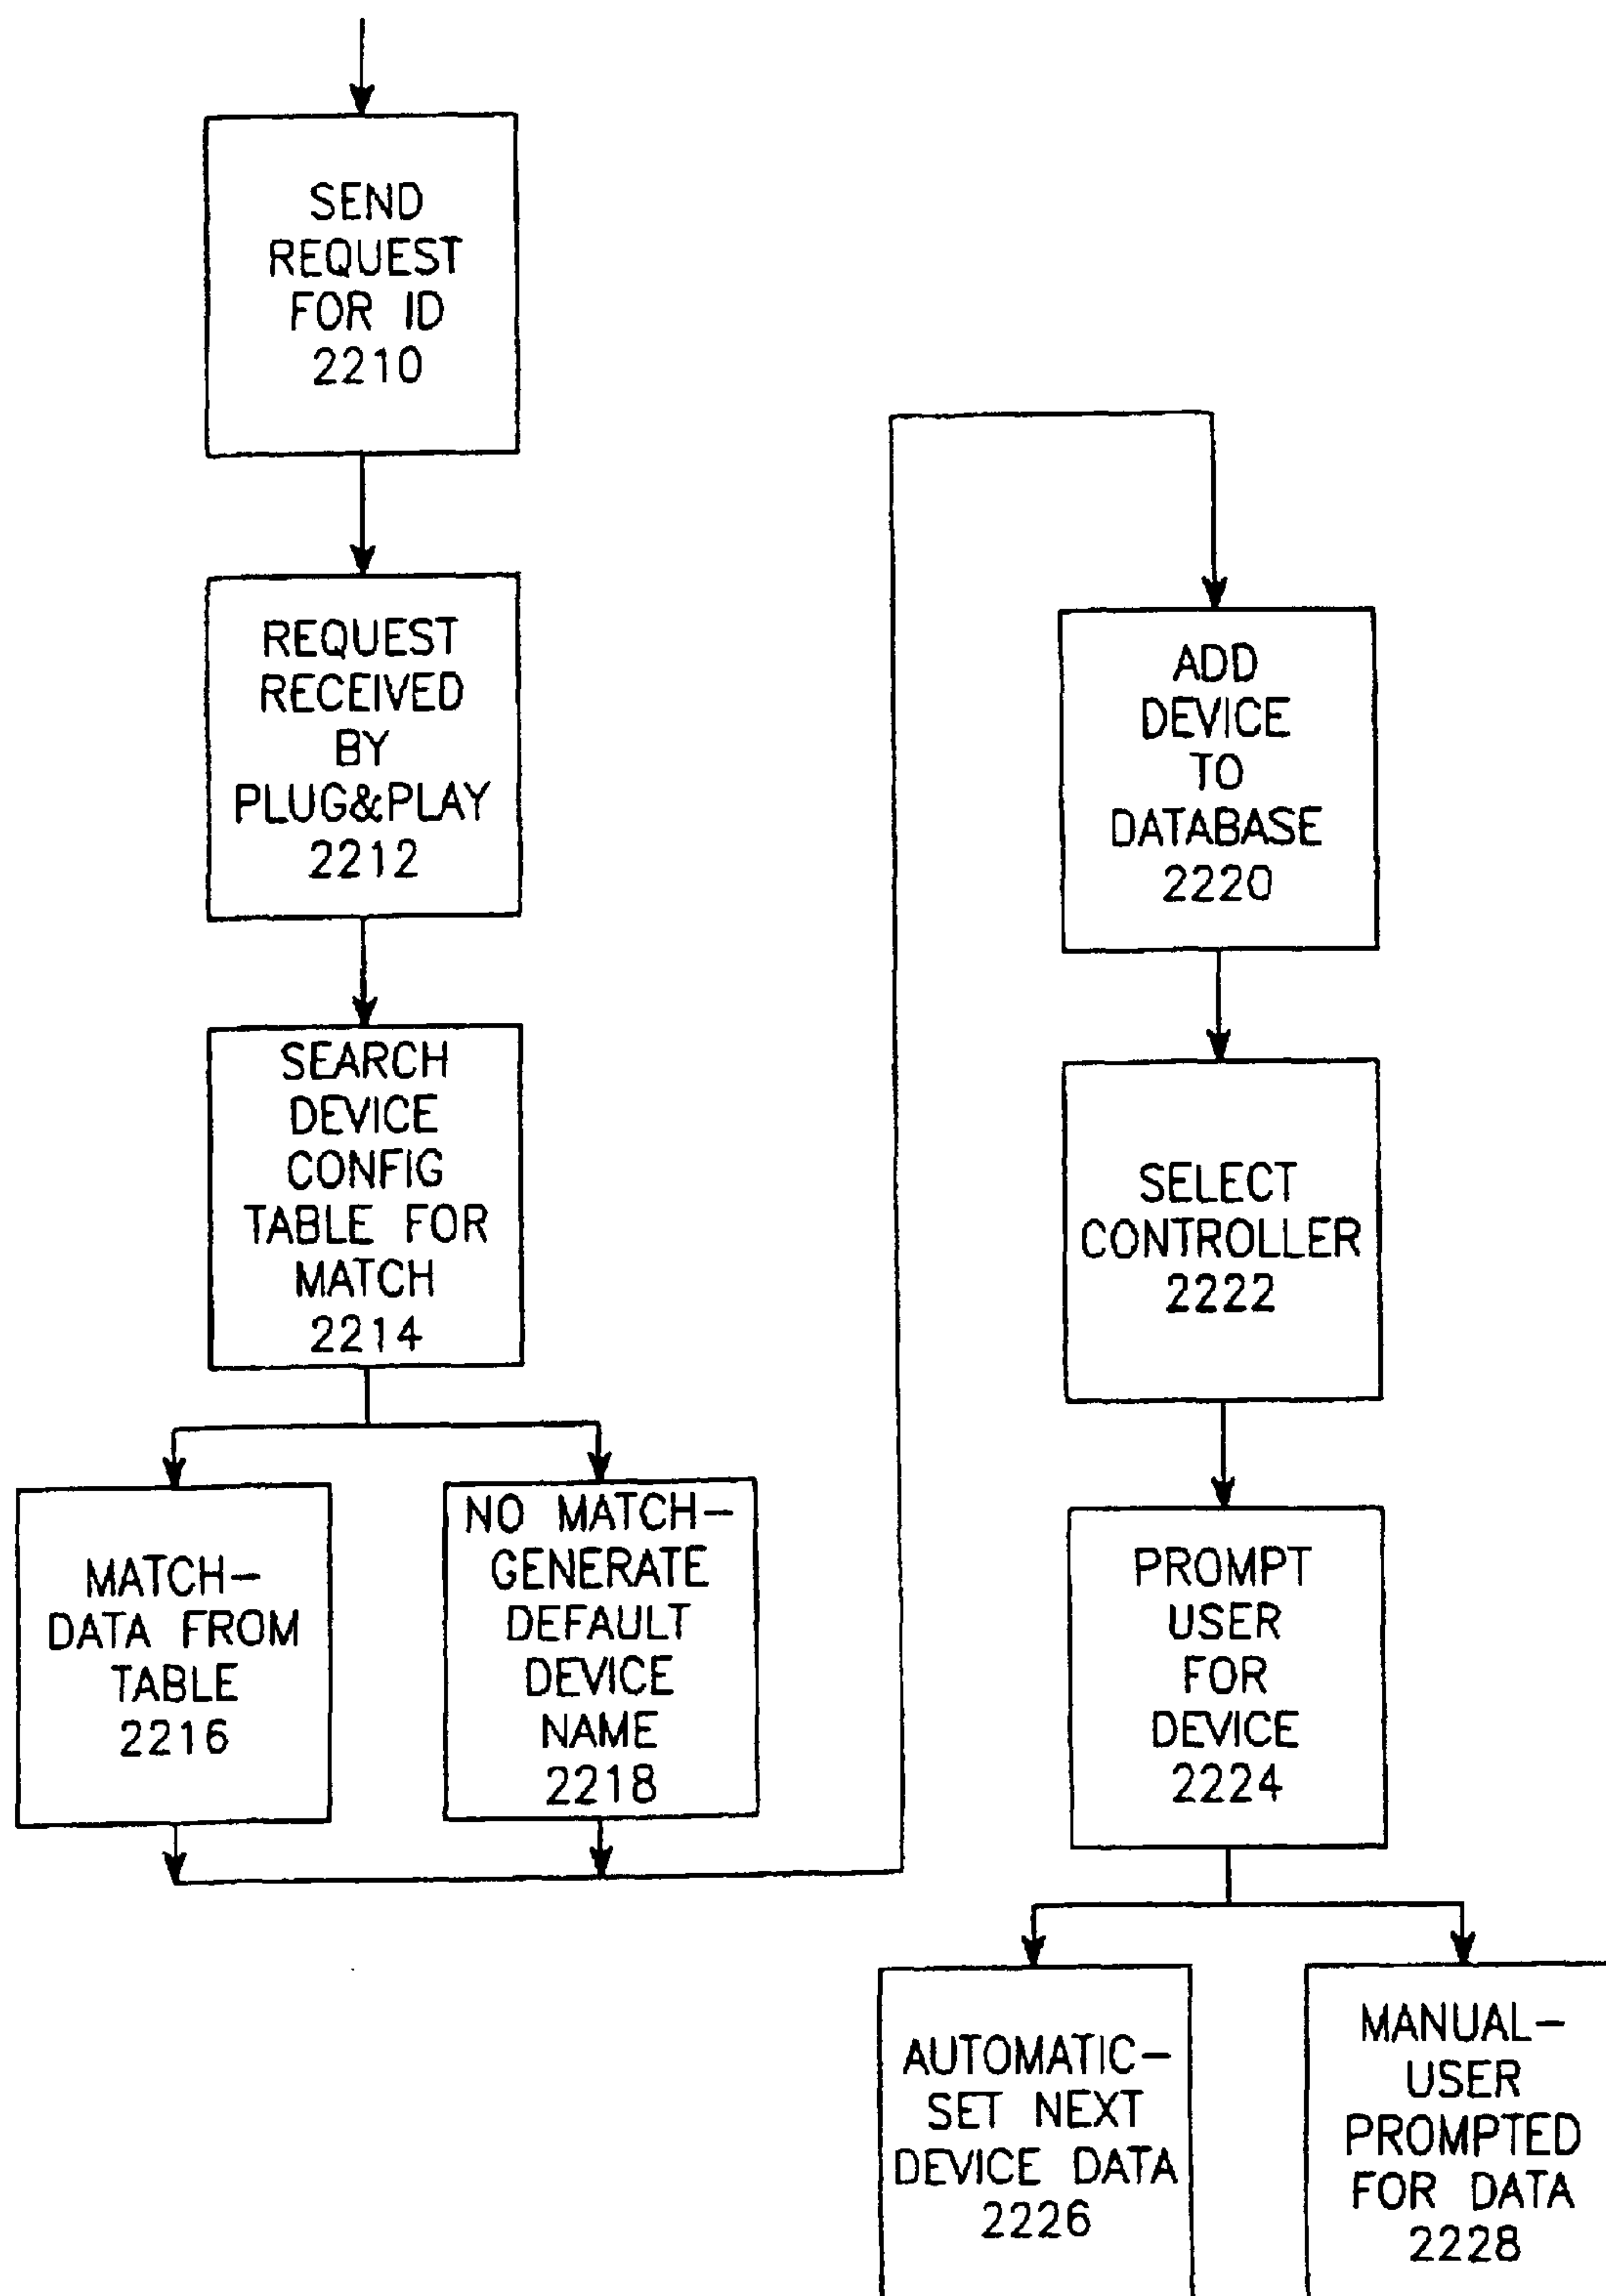 SEND
REQUEST
FOR ID
2210
REQUEST
RECEIVED
BY
PLUG&PLAY
2212
SEARCH
DEVICE
CONFIG
TABLE FOR
MATCH
2214
MATCH-
DATA FROM
TABLE
2216
NO MATCH-
GENERATE
DEFAULT
DEVICE
NAME
2218
ADD
DEVICE
TO
DATABASE
2220
SELECT
CONTROLLER
2222
PROMPT
USER
FOR
DEVICE
2224
AUTOMATIC-
SET NEXT
DEVICE DATA
2226
MANUAL-
USER
PROMPTED
FOR DATA
2228